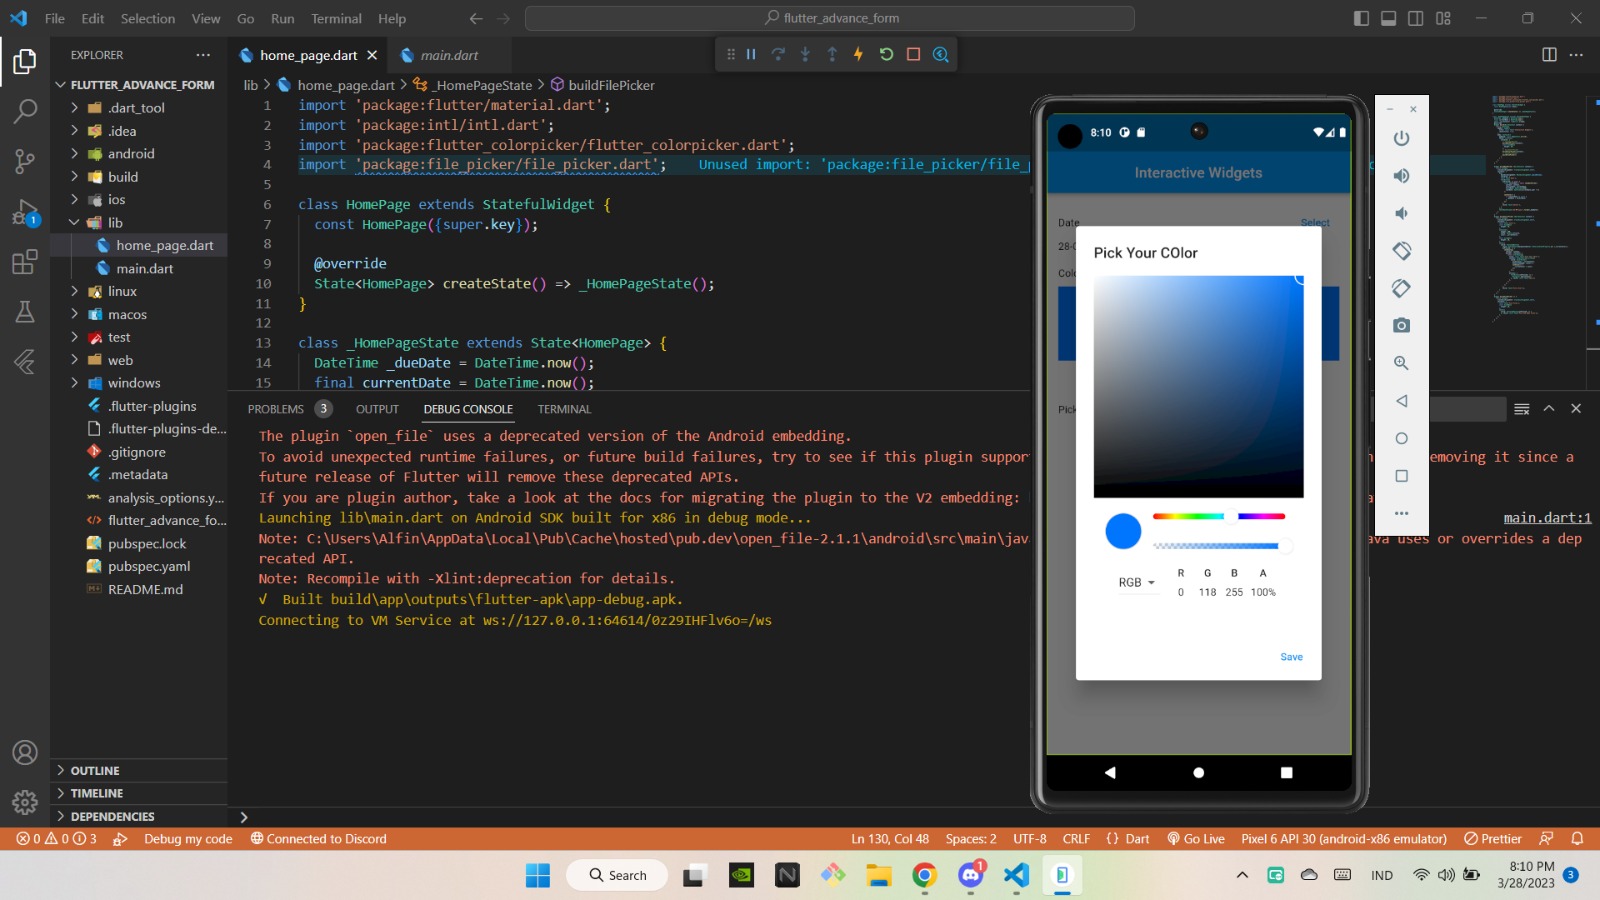 File Edit Selection View Go Run Terminal Help
flutter_advance_form
EXPLORER
home_page.dart
main.dart
FLUTTER_ADVANCE_FORM
.dart_tool
.idea
android
build
ios
lib
home_page.dart
main.dart
linux
macos
test
web
windows
.flutter-plugins
.flutter-plugins-de...
.gitignore
.metadata
analysis_options.y...
flutter_advance_fo...
pubspec.lock
pubspec.yaml
README.md
OUTLINE
TIMELINE
DEPENDENCIES
1
lib > home_page.dart > _HomePageState > buildFilePicker
1 import 'package:flutter/material.dart';
2 import 'package:intl/intl.dart';
3 import 'package:flutter_colorpicker/flutter_colorpicker.dart';
4 import 'package:file_picker/file_picker.dart'; Unused import: 'package:file_picker/file_p
5
6 class HomePage extends StatefulWidget {
7 const HomePage({super.key});
8
9 @override
10 State<HomePage> createState() => _HomePageState();
11 }
12
13 class _HomePageState extends State<HomePage> {
14 DateTime _dueDate = DateTime.now();
15 final currentDate = DateTime.now();
PROBLEMS 3 OUTPUT DEBUG CONSOLE TERMINAL
The plugin `open_file` uses a deprecated version of the Android embedding.
To avoid unexpected runtime failures, or future build failures, try to see if this plugin suppor emoving it since a
future release of Flutter will remove these deprecated APIs.
If you are plugin author, take a look at the docs for migrating the plugin to the V2 embedding:
Launching lib\main.dart on Android SDK built for x86 in debug mode...
main.dart:1
Note: C:\Users\Alfin\AppData\Local\Pub\Cache\hosted\pub.dev\open_file-2.1.1\android\src\main\jav ava uses or overrides a dep
recated API.
Note: Recompile with -Xlint:deprecation for details.
√ Built build\app\outputs\flutter-apk\app-debug.apk.
Connecting to VM Service at ws://127.0.0.1:64614/0z29IHFlv6o=/ws
8:10
Interactive Widgets
Date
Select
28-0
Colo
Pick
Pick Your COlor
RGB
R G B A
0 118 255 100%
Save
0 0 3 Debug my code Connected to Discord
Ln 130, Col 48 Spaces: 2 UTF-8 CRLF {} Dart Go Live Pixel 6 API 30 (android-x86 emulator) Prettier
Search
1
IND
8:10 PM
3/28/2023
3